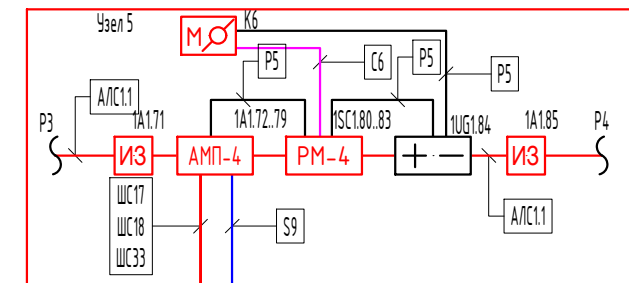 Узел 5
К6
М
Р5
С6
Р5
Р5
АЛС1.1
Р3
1А1.71
1А1.72..79
1SC1.80..83
1UG1.84
1А1.85
Р4
ИЗ
АМП-4
РМ-4
+ -
ИЗ
ШС17
ШС18
ШС33
S9
АЛС1.1